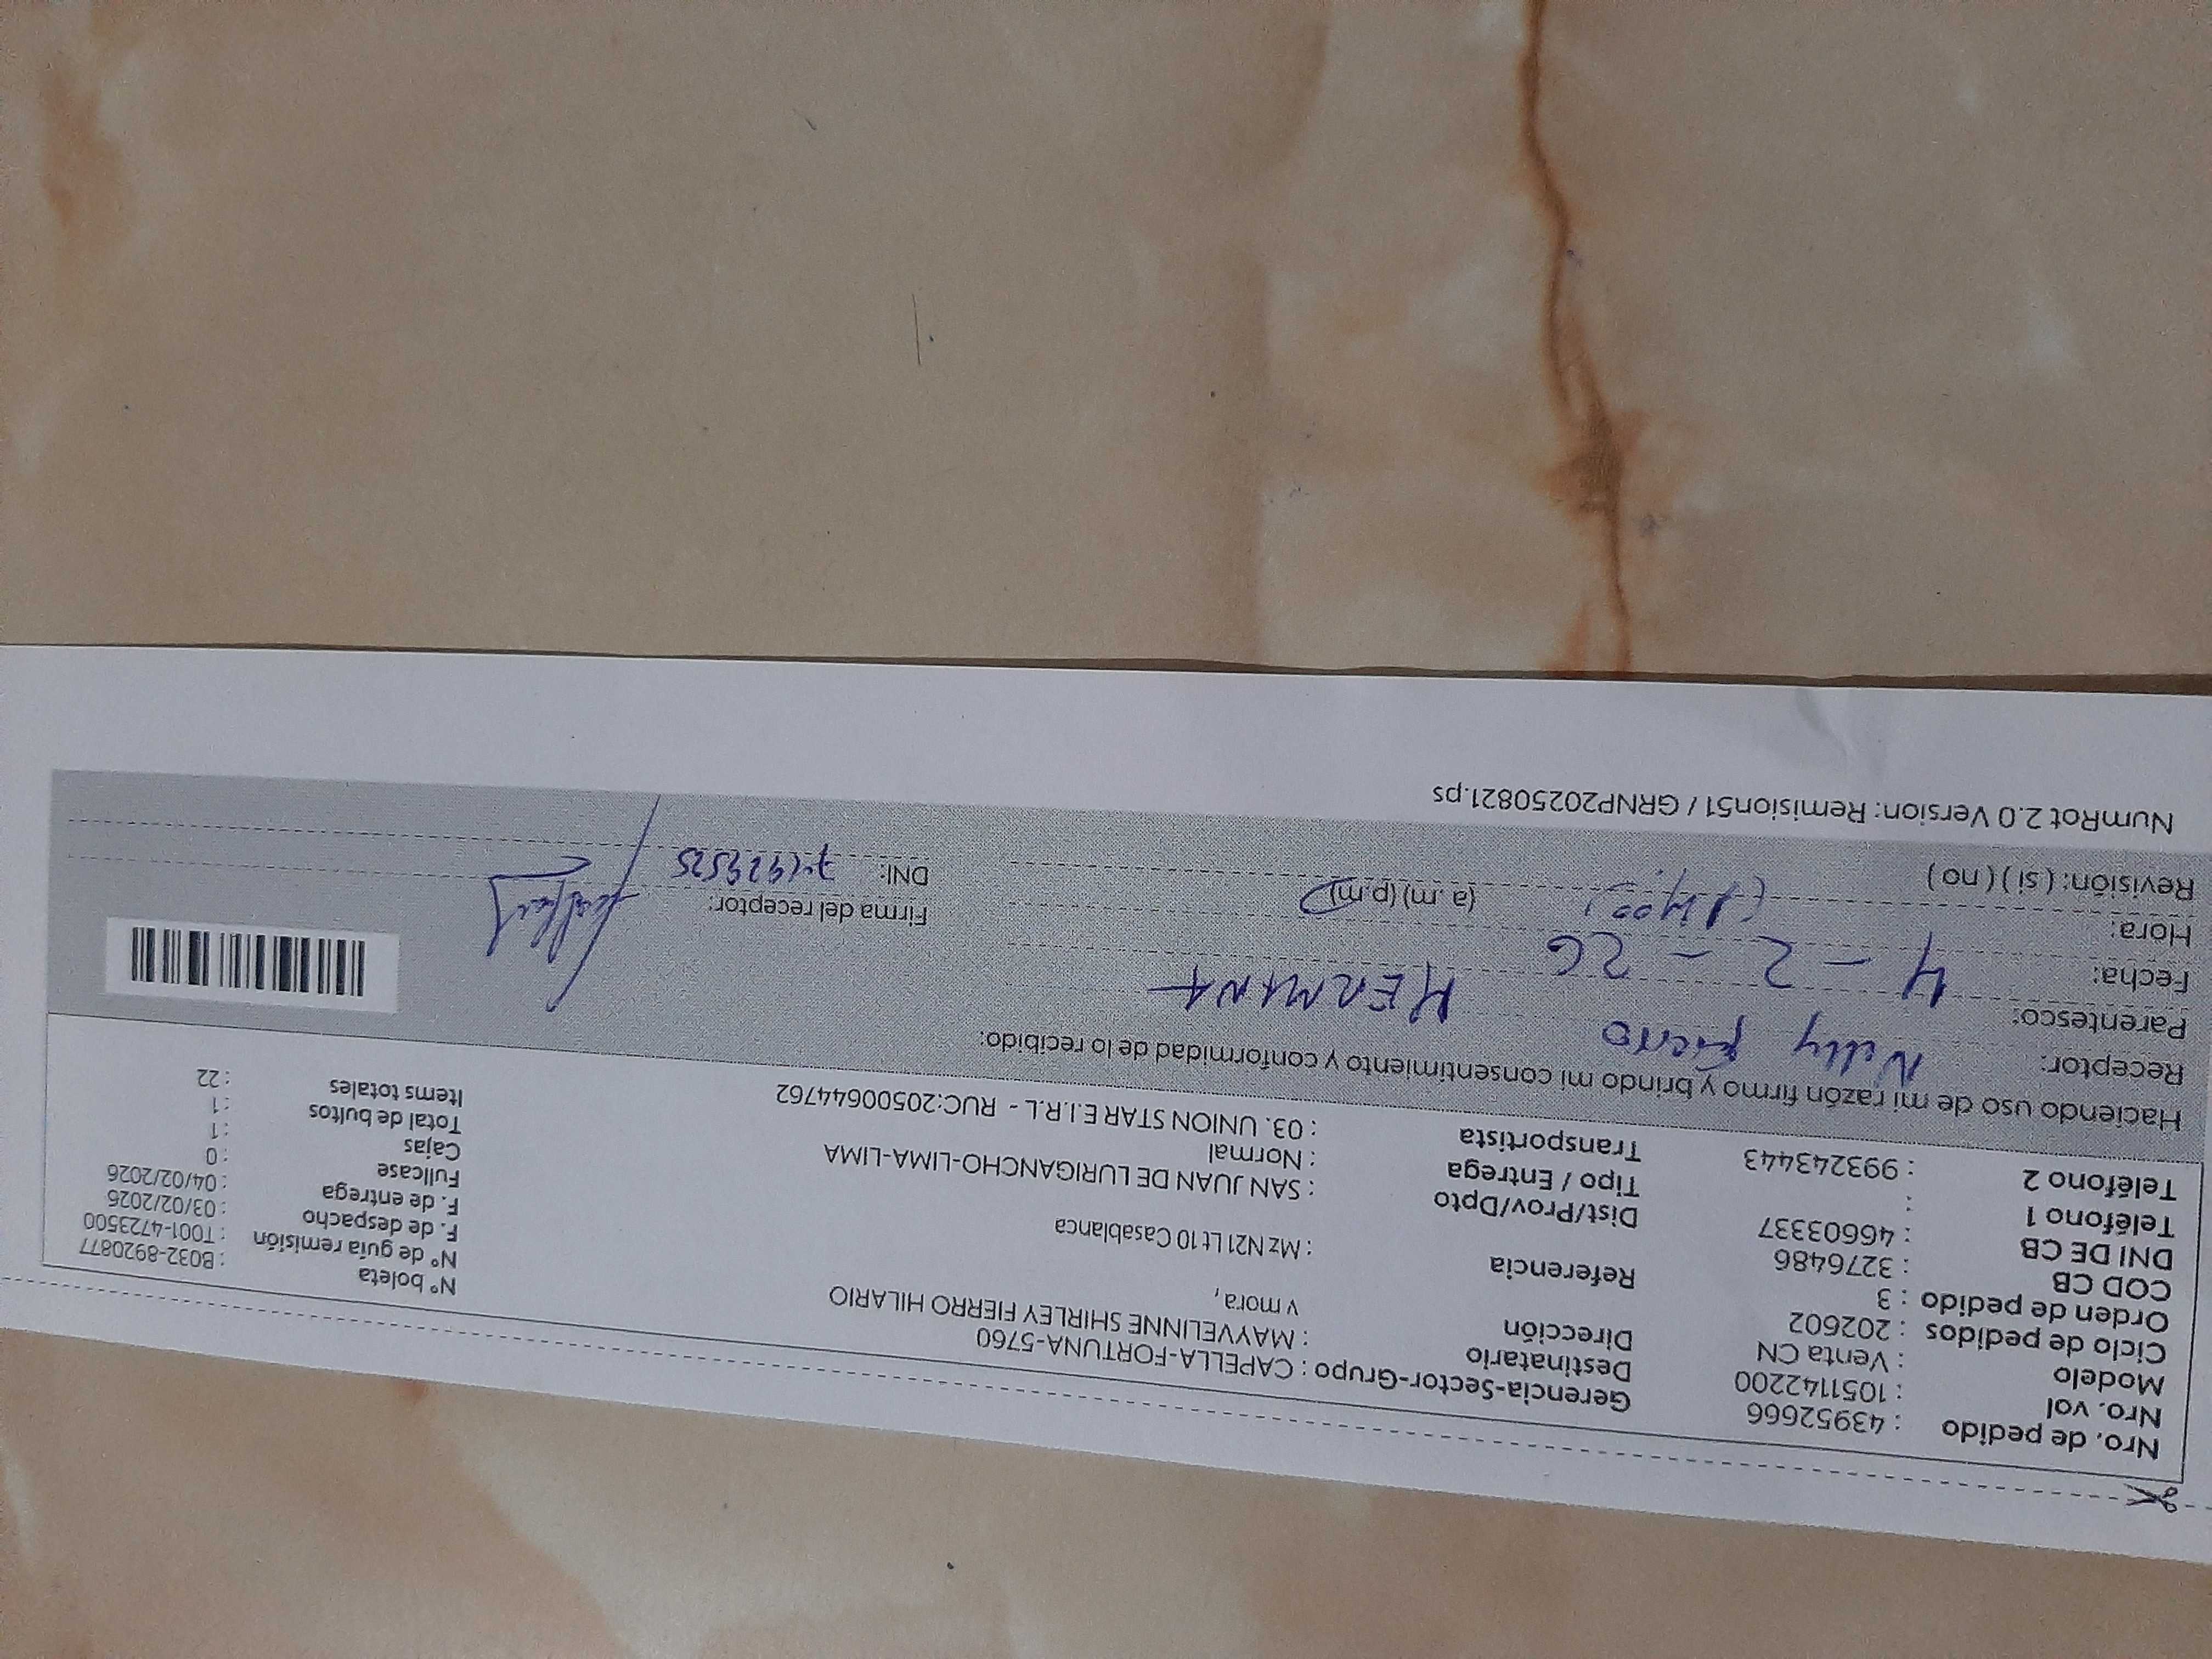 Nro. de pedido : 43952666
Nro. vol : 1051142200
Modelo : Venta CN
Ciclo de pedidos : 202602
Orden de pedido : 3
COD CB : 3276486
DNI DE CB : 46603337
Teléfono 1 :
Teléfono 2 : 993243443
Gerencia-Sector-Grupo : CAPELLA-FORTUNA-5760
Destinatario : MAYVELINNE SHIRLEY FIERRO HILARIO
Dirección v mora,
Referencia : Mz N21 Lt 10 Casablanca
Dist/Prov/Dpto : SAN JUAN DE LURIGANCHO-LIMA-LIMA
Tipo / Entrega : Normal
Transportista : 03. UNION STAR E.I.R.L - RUC:20500644762
N° boleta : B032-8920877
N° de guía remisión : T001-4723500
F. de despacho : 03/02/2026
F. de entrega : 04/02/2026
Fullcase : 0
Cajas : 1
Total de bultos : 1
Items totales : 22
Haciendo uso de mi razón firmo y brindo mi consentimiento y conformidad de lo recibido:
Receptor: Nelly Fierro
Parentesco: HERMANA
Fecha: 4 - 2 - 26
Hora: (a. m) (p.m)
Revisión: ( si ) ( no )
Firma del receptor:
DNI:
NumRot 2.0 Version: Remision51 / GRNP20250821.ps